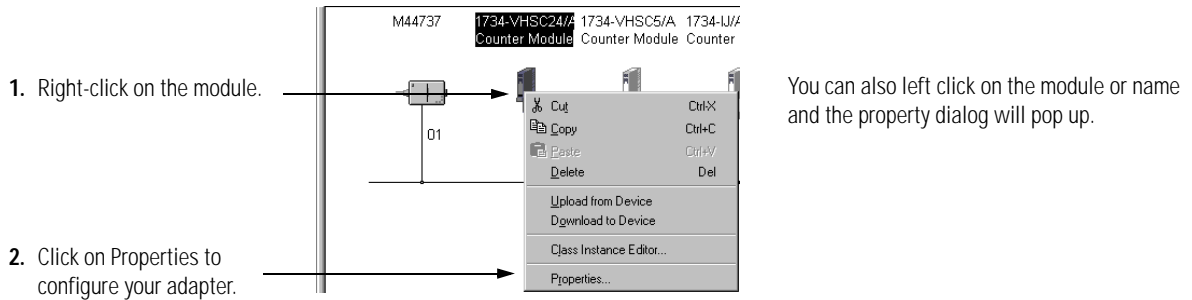 M44737
1734-VHSC24/A 1734-VHSC5/A 1734-IJ/A
Counter Module Counter Module Counter
1. Right-click on the module.
You can also left click on the module or name
and the property dialog will pop up.
Cut Ctrl-X
Copy Ctrl+C
01
Paste Ctrl+V
Delete Del
Upload from Device
Download to Device
Class Instance Editor...
2. Click on Properties to
configure your adapter.
Properties...